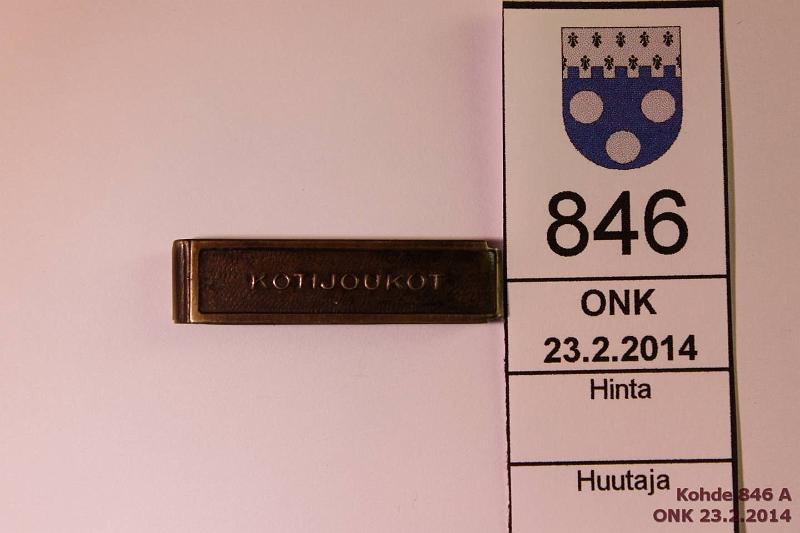 KOTIJOUKOT
846
ONK
23.2.2014
Hinta
Huutaja
Kohde 846 A
ONK 23.2.2014